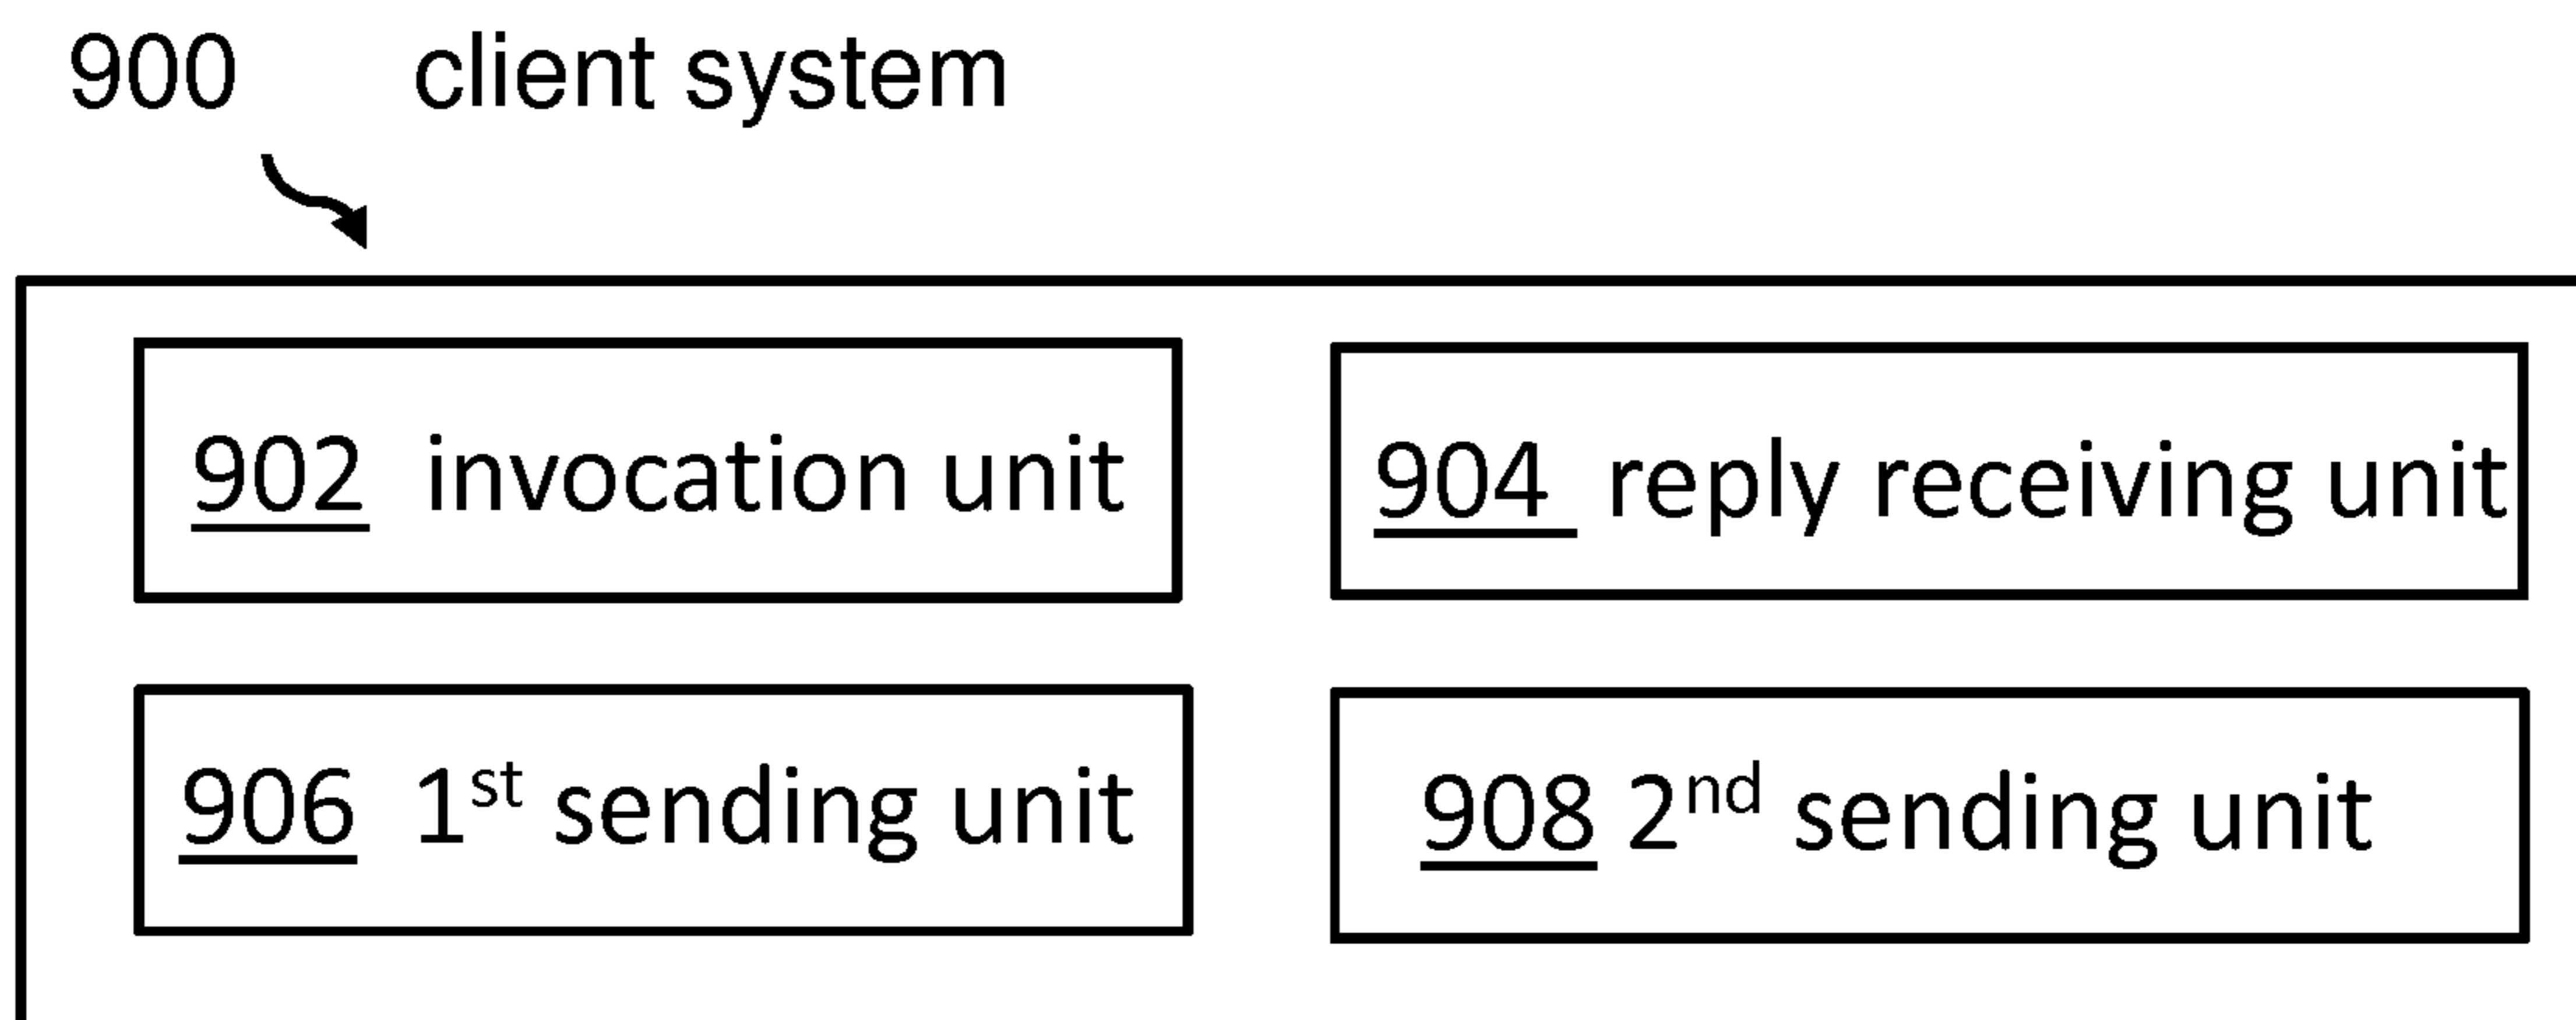 900 client system
902 invocation unit
904 reply receiving unit
906 1st sending unit
908 2nd sending unit